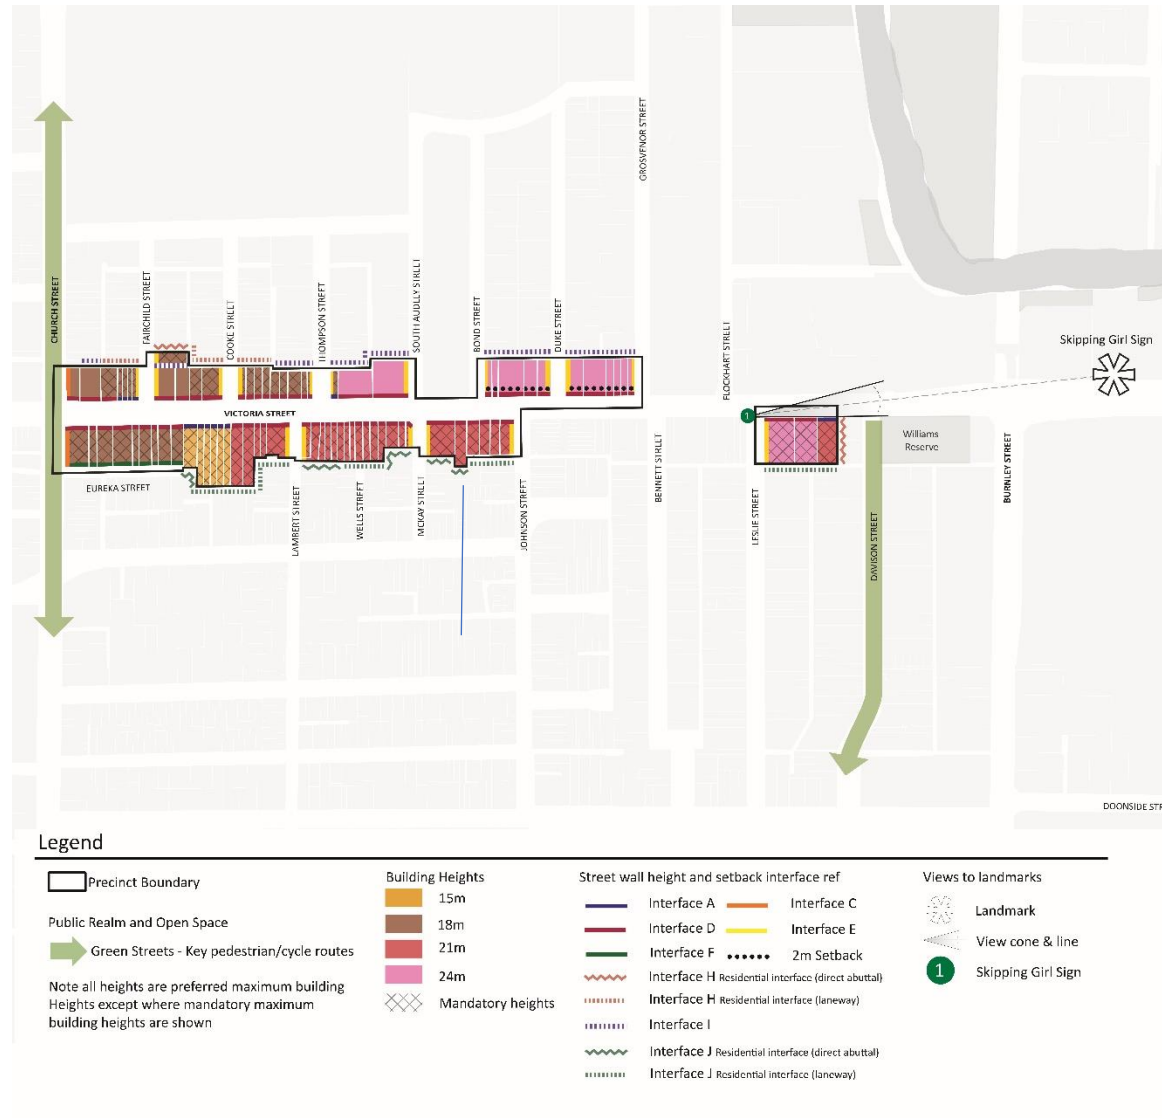 GROSVENOR STREET
CHURCH STREET
FAIRCHILD STREET
COOKE STREET
THOMPSON STREET
SOUTH AUDLLY STREET
BOND STREET
DUKE STREET
FLOCKHART STREET
Skipping Girl Sign
VICTORIA STREET
1
Williams
Reserve
EUREKA STREET
LAMBERT STREET
WELLS STREET
MCKAY STREET
JOHNSON STREET
BENNETT STREET
LESLIE STREET
DAVISON STREET
BURNLEY STREET
DOONSIDE STR
Legend
Precinct Boundary
Public Realm and Open Space
Green Streets - Key pedestrian/cycle routes
Note all heights are preferred maximum building
Heights except where mandatory maximum
building heights are shown
Building Heights
15m
18m
21m
24m
Mandatory heights
Street wall height and setback interface ref
Interface A
Interface C
Interface D
Interface E
Interface F
2m Setback
Interface H Residential interface (direct abuttal)
Interface H Residential interface (laneway)
Interface I
Interface J Residential interface (direct abuttal)
Interface J Residential interface (laneway)
Views to landmarks
Landmark
View cone & line
1 Skipping Girl Sign